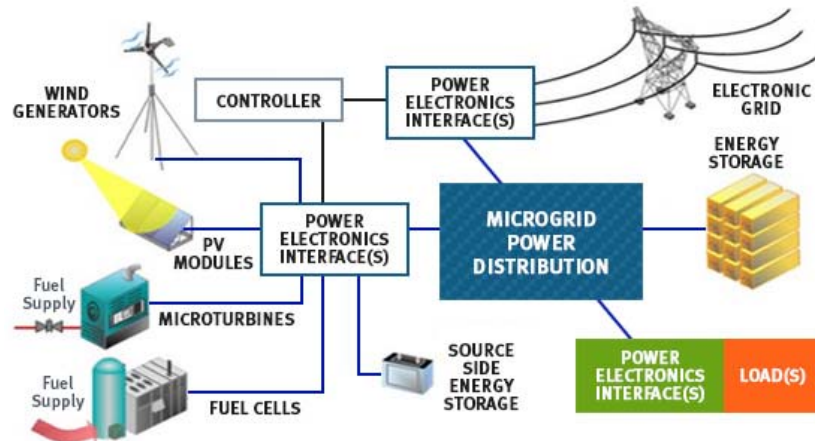 WIND
GENERATORS
CONTROLLER
POWER
ELECTRONICS
INTERFACE(S)
ELECTRONIC
GRID
ENERGY
STORAGE
PV
MODULES
POWER
ELECTRONICS
INTERFACE(S)
MICROGRID
POWER
DISTRIBUTION
Fuel
Supply
MICROTURBINES
Fuel
Supply
FUEL CELLS
SOURCE
SIDE
ENERGY
STORAGE
POWER
ELECTRONICS
INTERFACE(S)
LOAD(S)